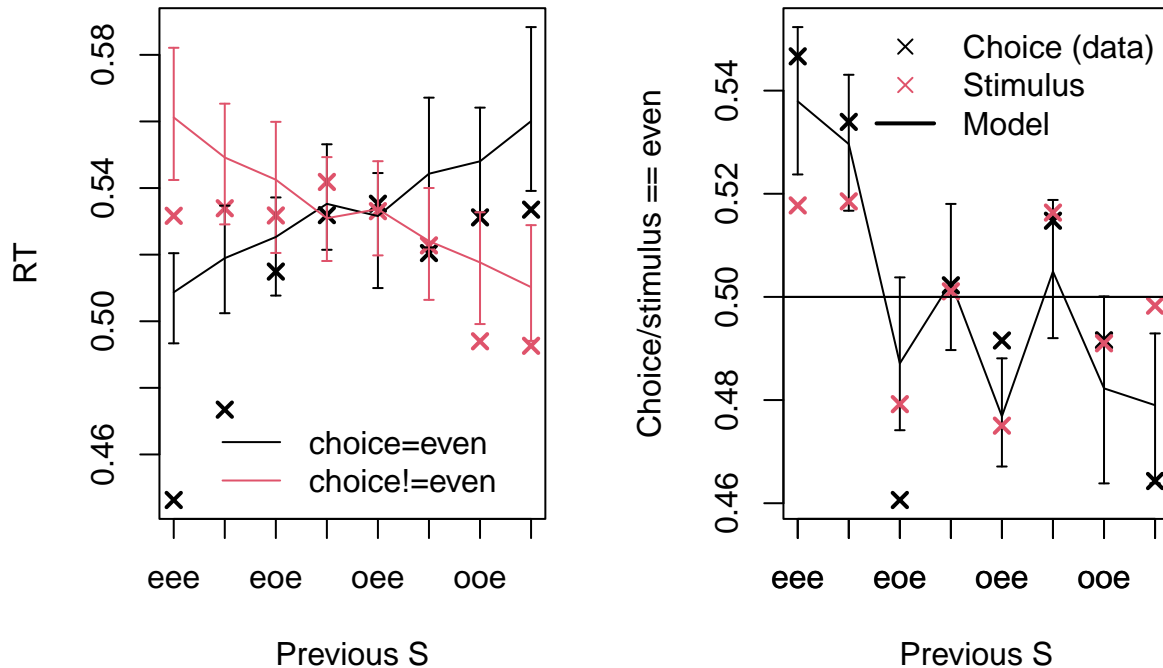 RT
0.58
0.54
0.50
0.46
choice=even
choice!=even
eee
eoe
oee
ooe
Previous S
Choice/stimulus == even
0.54
0.52
0.50
0.48
0.46
Choice (data)
Stimulus
Model
eee
eoe
oee
ooe
Previous S